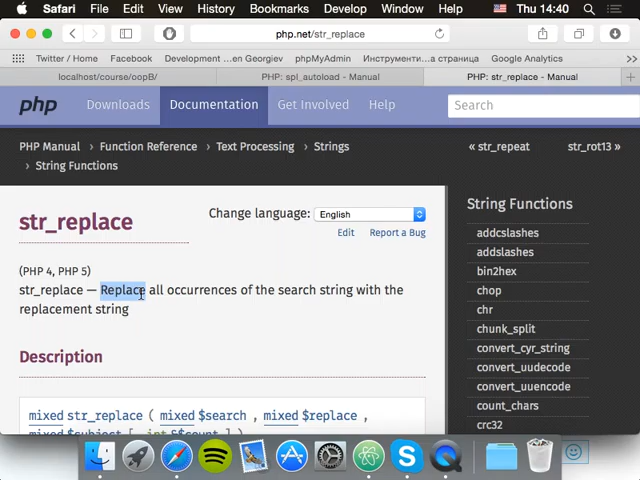 Safari File Edit View History Bookmarks Develop Window Help Thu 14:40
php.net/str_replace
Twitter / Home Facebook Development ...en Georgiev phpMyAdmin Инструменти...а страница Google Analytics
localhost/course/oopB/ PHP: spl_autoload - Manual PHP: str_replace - Manual
php Downloads Documentation Get Involved Help Search
PHP Manual › Function Reference › Text Processing › Strings
› String Functions
« str_repeat str_rot13 »
str_replace
Change language: English
Edit Report a Bug
(PHP 4, PHP 5)
str_replace — Replace all occurrences of the search string with the
replacement string
Description
mixed str_replace ( mixed $search , mixed $replace ,
mixed $subject [, int &$count ] )
String Functions
addcslashes
addslashes
bin2hex
chop
chr
chunk_split
convert_cyr_string
convert_uudecode
convert_uuencode
count_chars
crc32